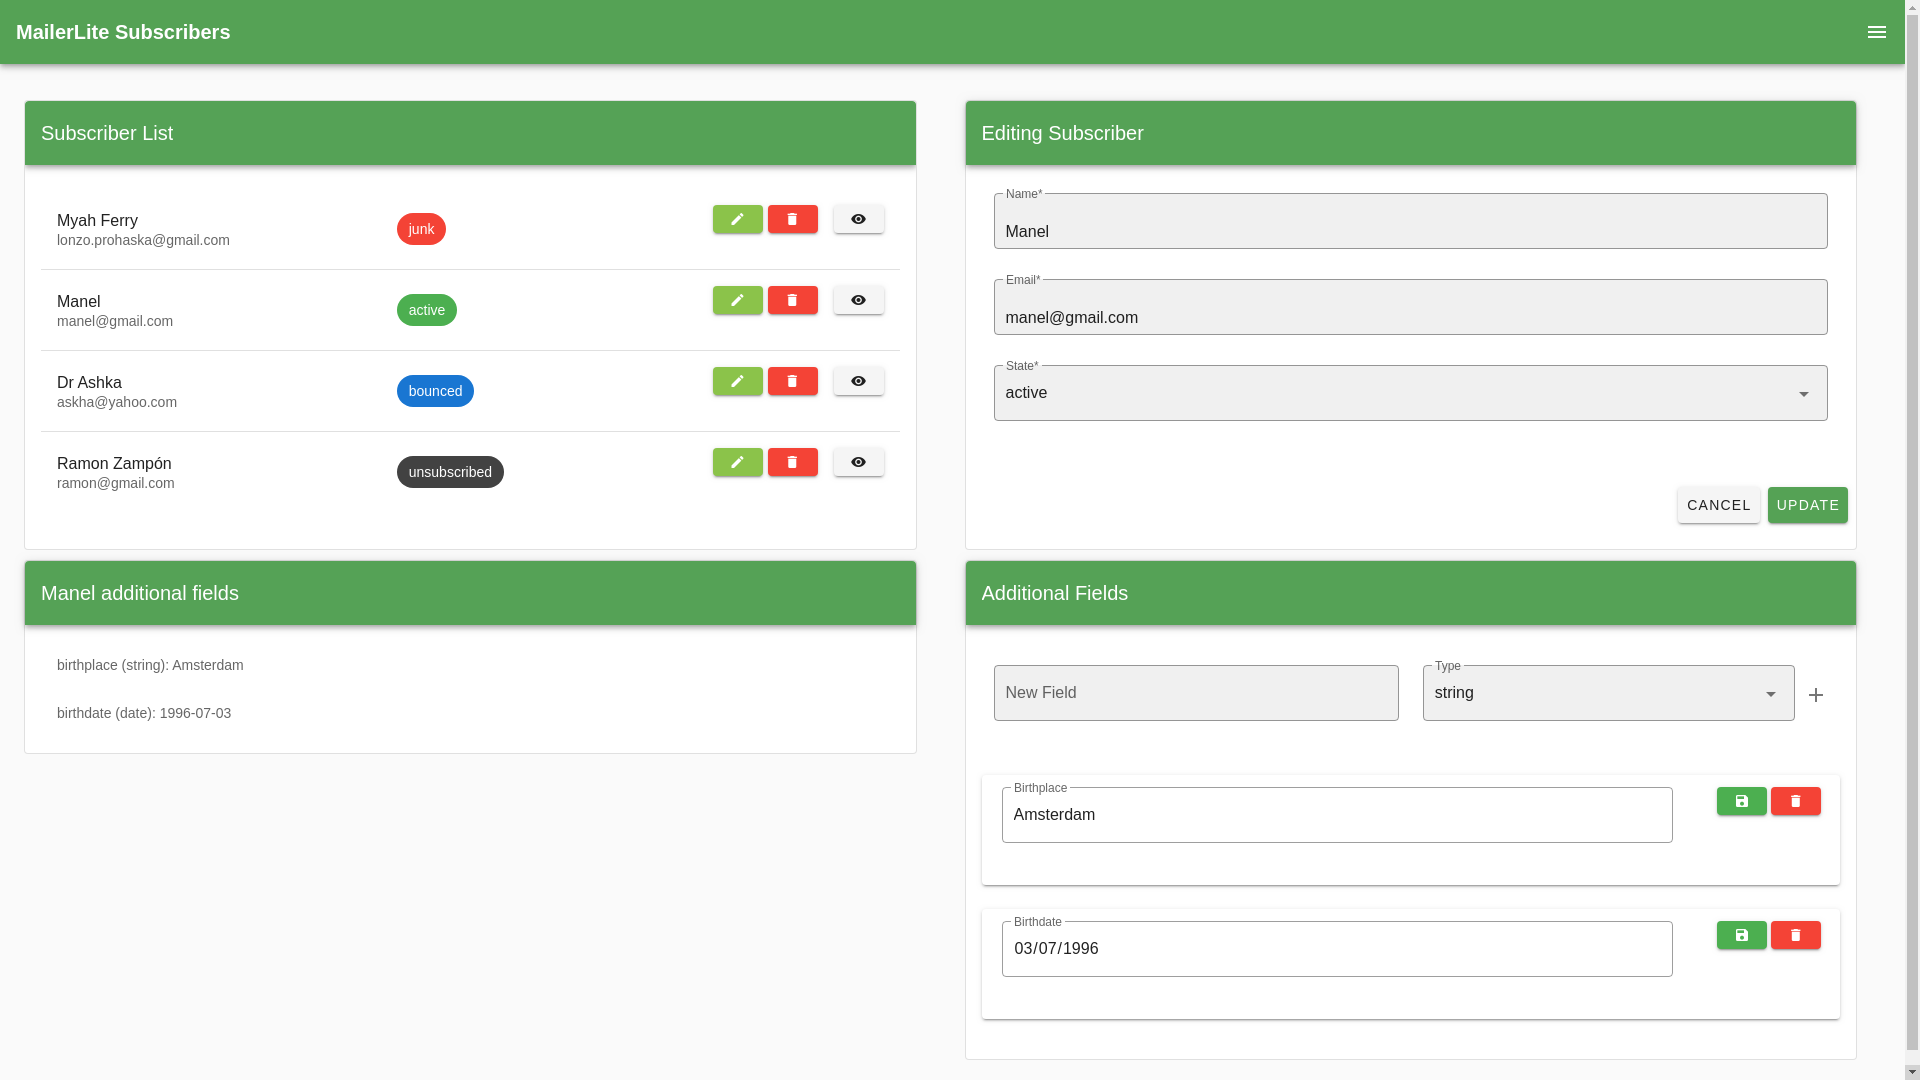 MailerLite Subscribers
Subscriber List
Myah Ferry
lonzo.prohaska@gmail.com
junk
Manel
manel@gmail.com
active
Dr Ashka
askha@yahoo.com
bounced
Ramon Zampón
ramon@gmail.com
unsubscribed
Editing Subscriber
Name*
Manel
Email*
manel@gmail.com
State*
active
CANCEL
UPDATE
Manel additional fields
birthplace (string): Amsterdam
birthdate (date): 1996-07-03
Additional Fields
New Field
Type
string
Birthplace
Amsterdam
Birthdate
03/07/1996